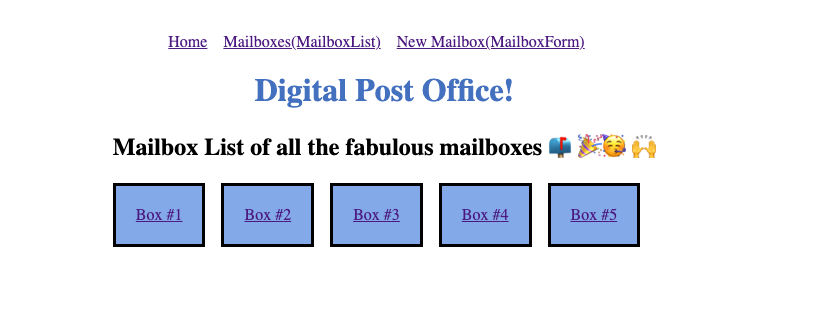 Home Mailboxes(MailboxList) New Mailbox(MailboxForm)
Digital Post Office!
Mailbox List of all the fabulous mailboxes 📫 🎉🥳 🙌
Box #1 Box #2 Box #3 Box #4 Box #5